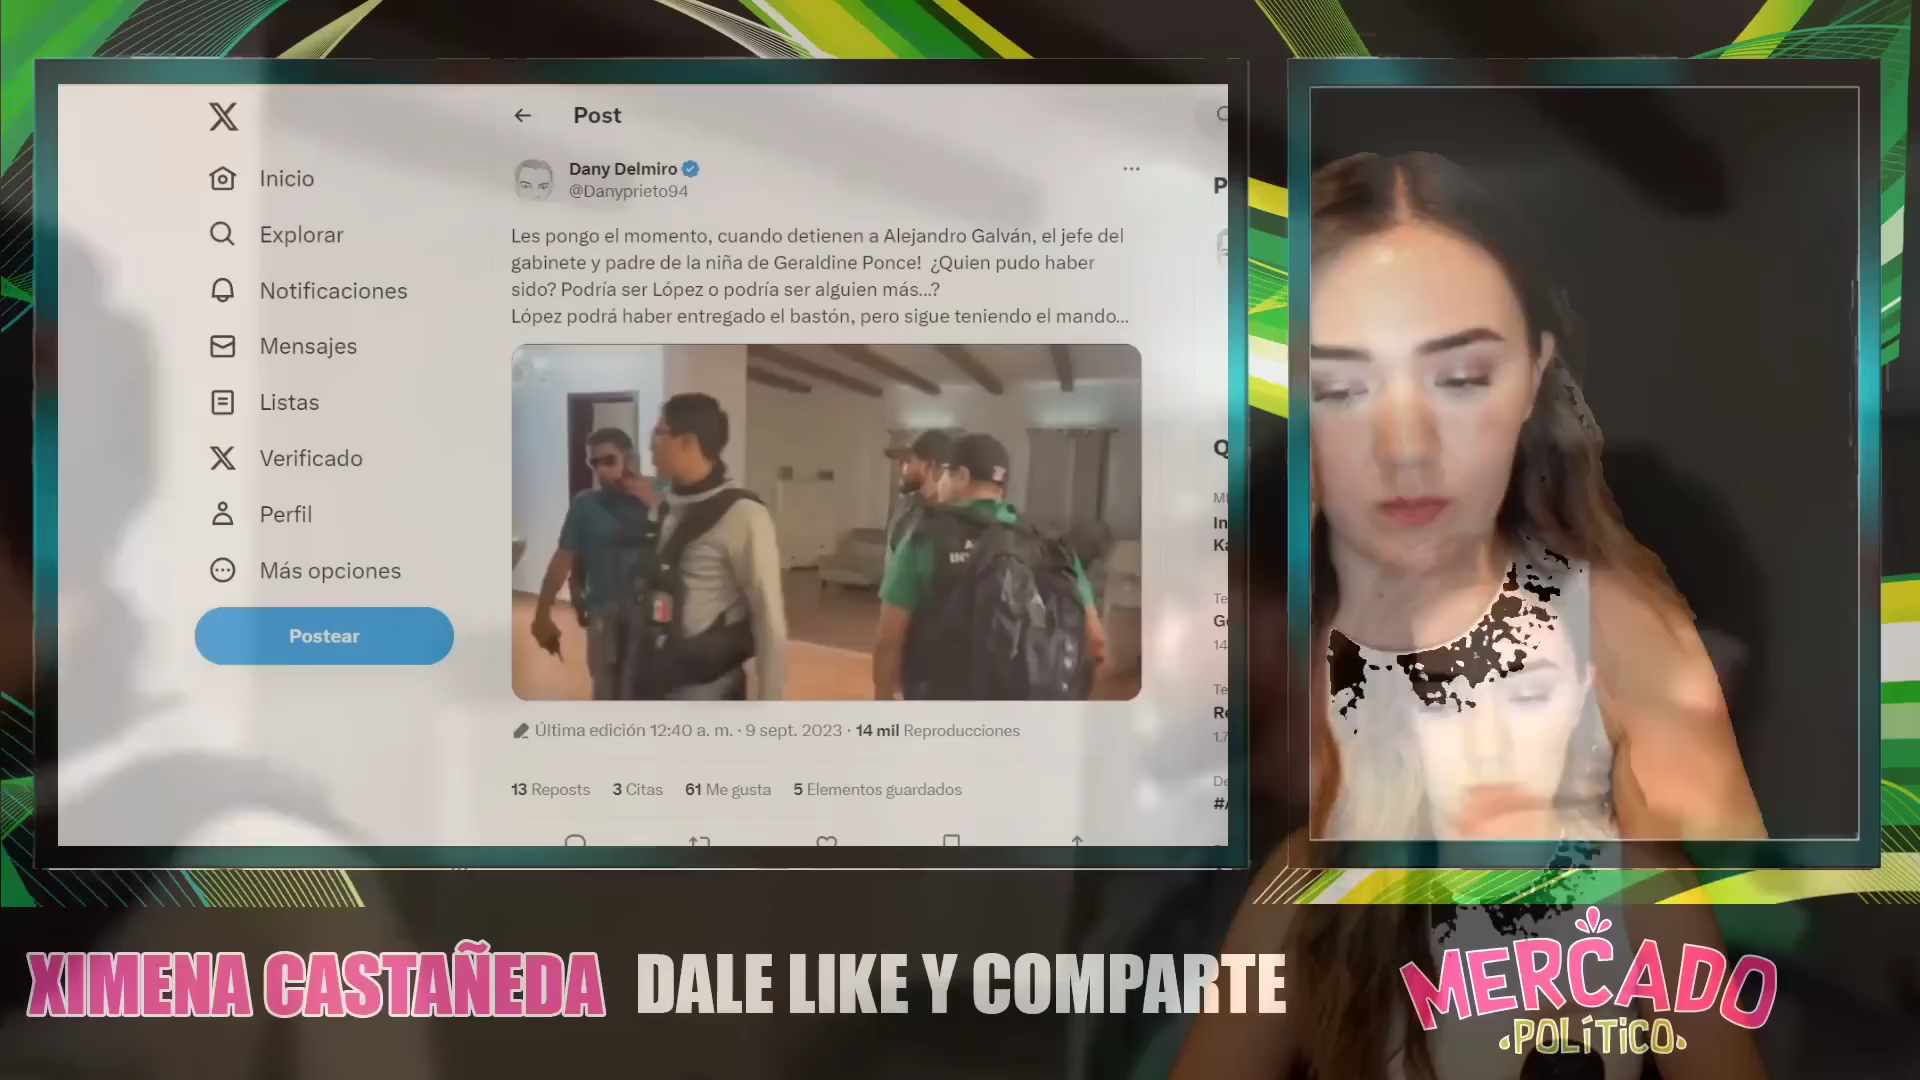 Post
Dany Delmiro
@Danyprieto94
Inicio
Explorar
Notificaciones
Mensajes
Listas
Verificado
Perfil
Más opciones
Postear
Les pongo el momento, cuando detienen a Alejandro Galván, el jefe del
gabinete y padre de la niña de Geraldine Ponce! ¿Quien pudo haber
sido? Podría ser López o podría ser alguien más...?
López podrá haber entregado el bastón, pero sigue teniendo el mando...
Última edición 12:40 a. m. · 9 sept. 2023 · 14 mil Reproducciones
13 Reposts 3 Citas 61 Me gusta 5 Elementos guardados
XIMENA CASTAÑEDA DALE LIKE Y COMPARTE
MERCADO
POLÍTICO